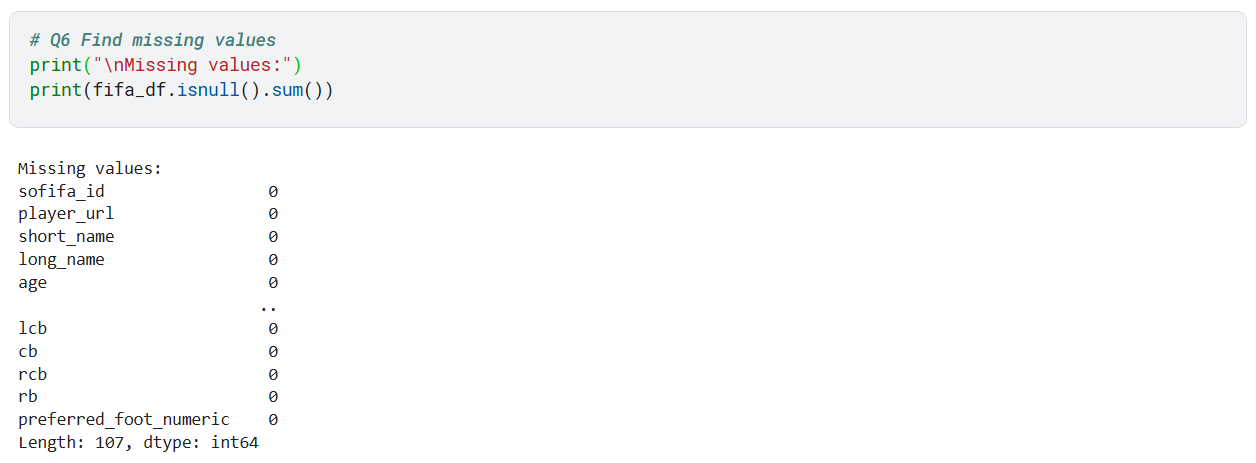 # Q6 Find missing values
print("\nMissing values:")
print(fifa_df.isnull().sum())
Missing values:
sofifa_id                 0
player_url                0
short_name                0
long_name                 0
age                       0
                         ..
lcb                       0
cb                        0
rcb                       0
rb                        0
preferred_foot_numeric    0
Length: 107, dtype: int64